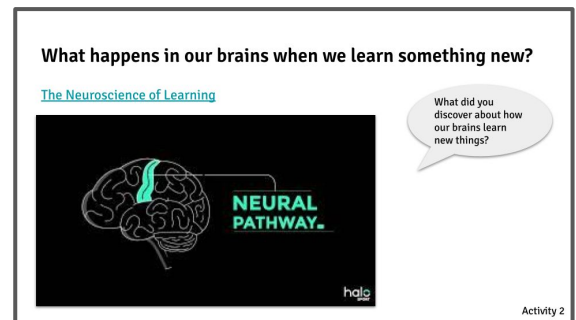 What happens in our brains when we learn something new?
The Neuroscience of Learning
What did you
discover about how
our brains learn
new things?
NEURAL
PATHWAY.
halo
SPORT
Activity 2